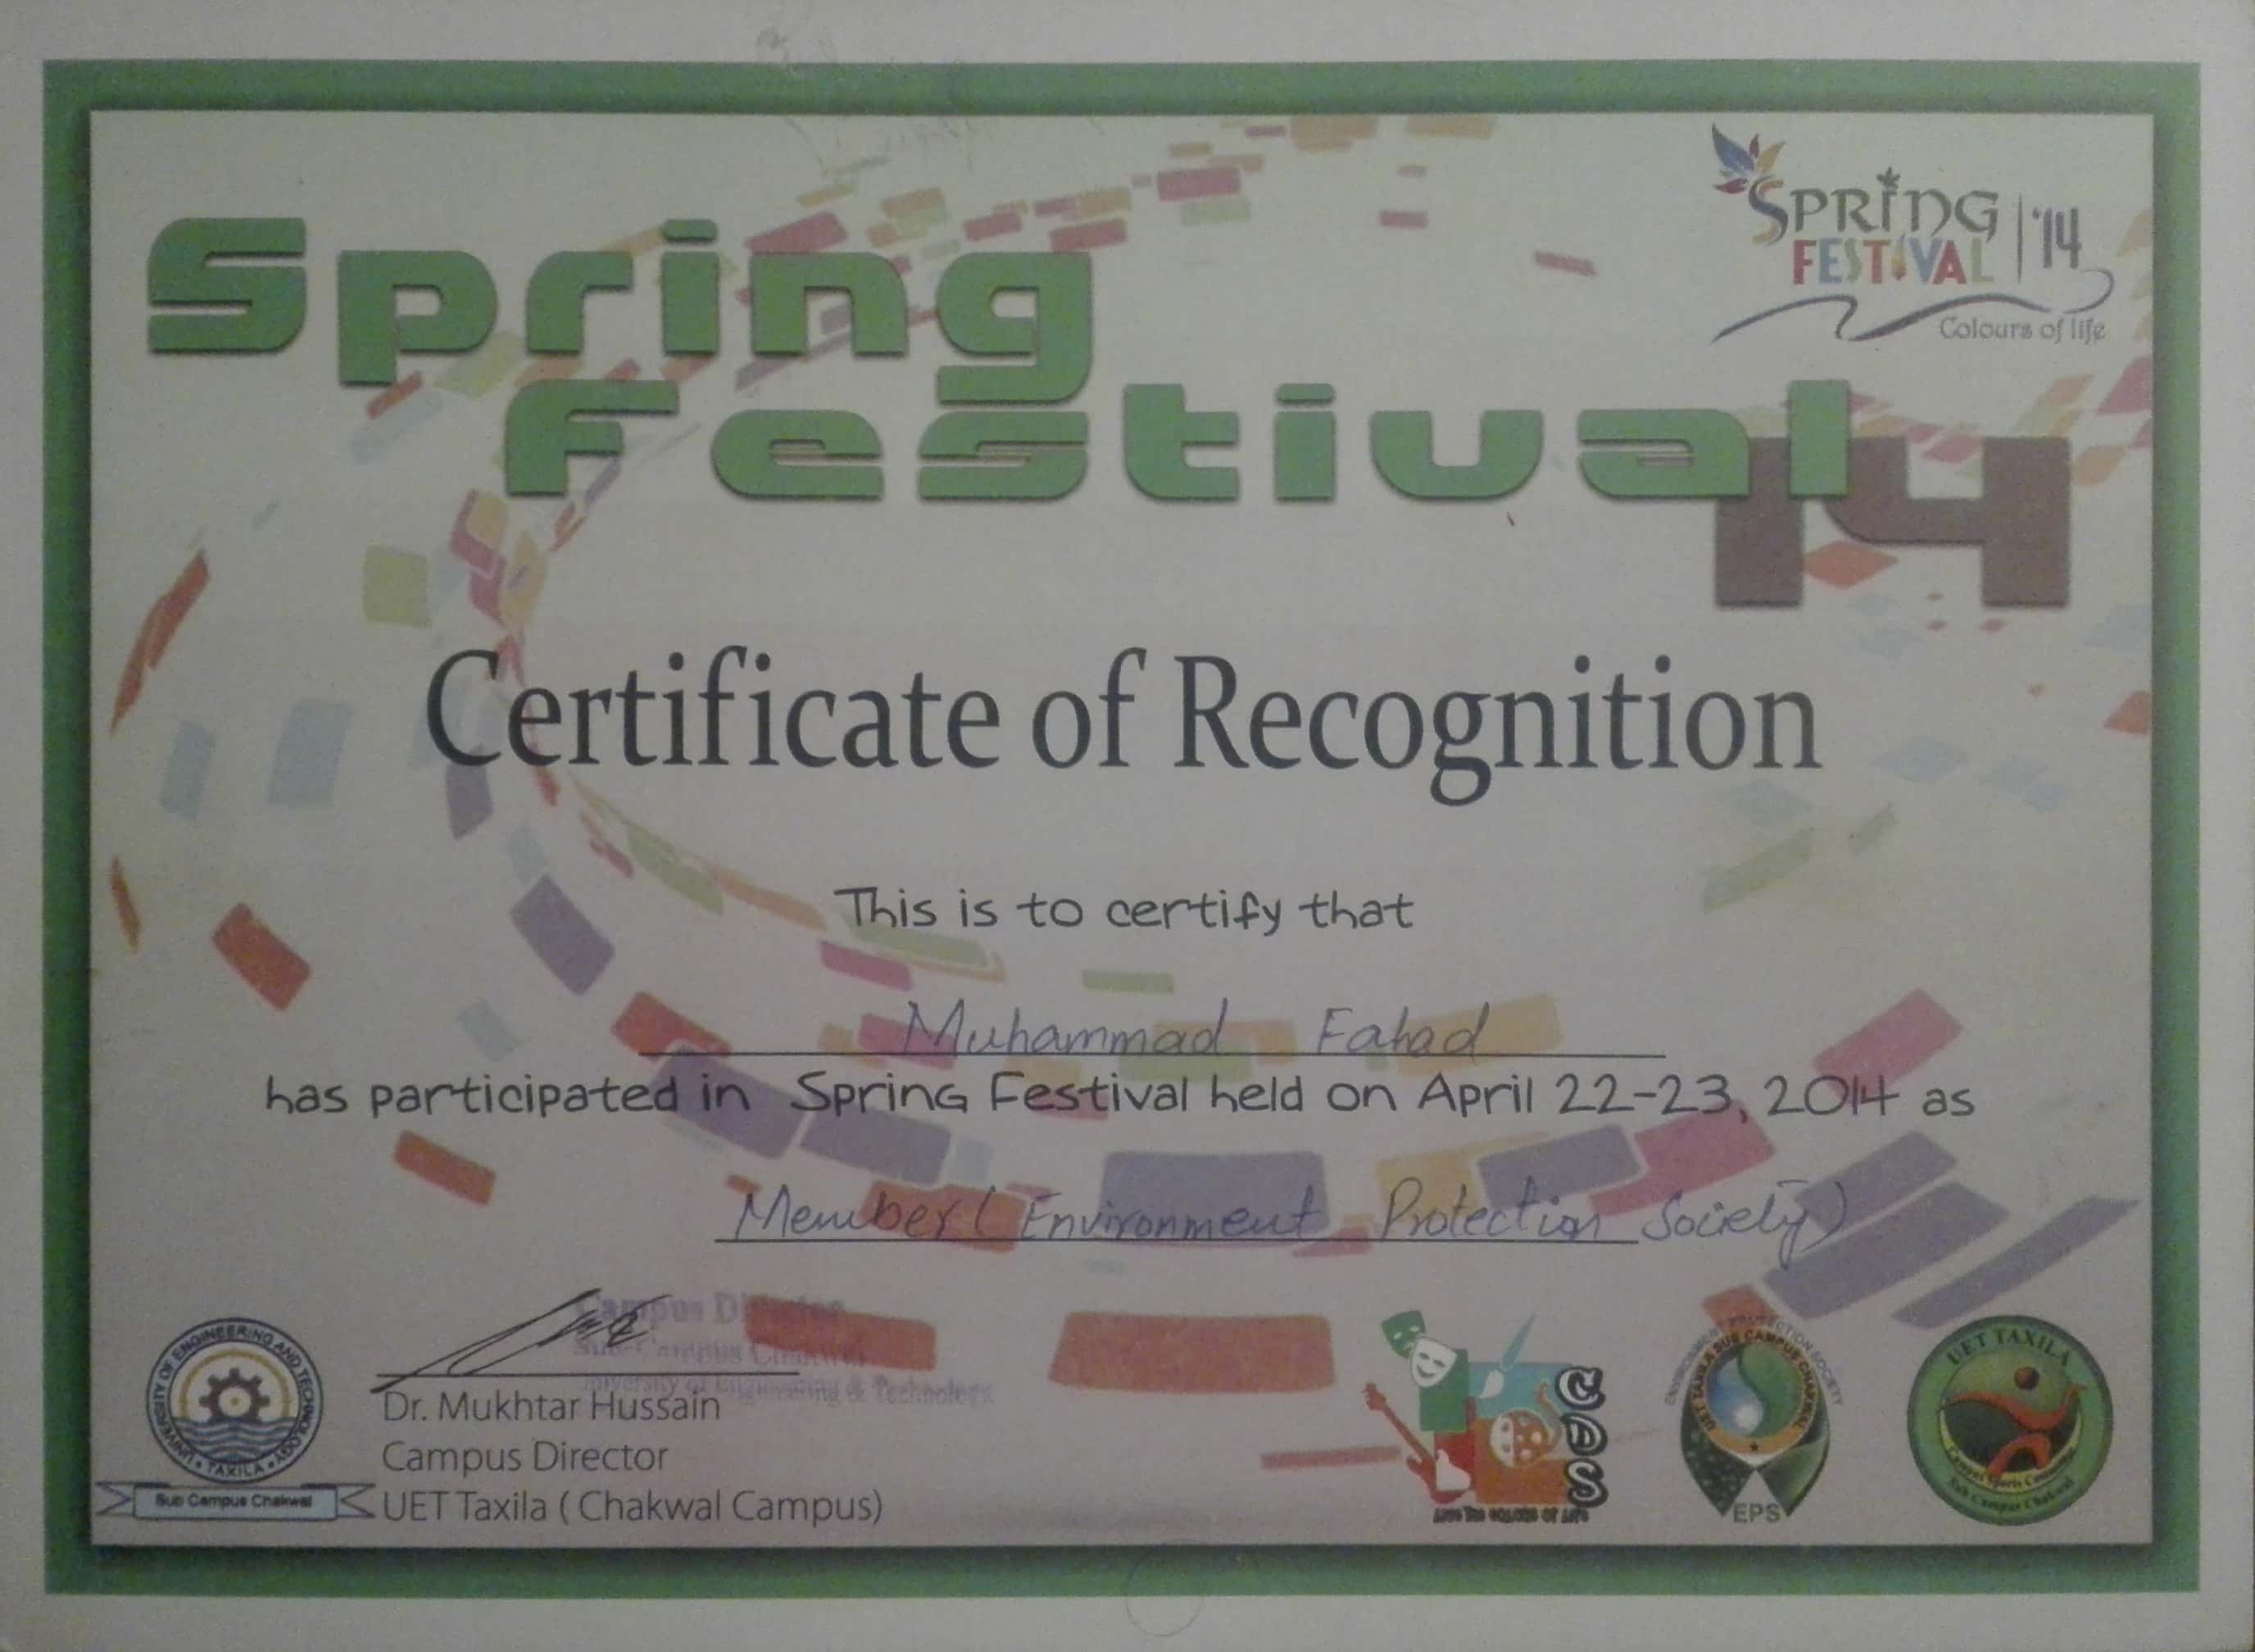 Spring
Festival
14
SPRING
FESTIVAL
'14
Colours of life
Certificate of Recognition
This is to certify that
Muhammad Fahad
has participated in Spring Festival held on April 22-23, 2014 as
Member (Environment Protection Society)
Campus Director
Sub Campus Chakwal
University of Engineering & Technology
Dr. Mukhtar Hussain
Campus Director
UET Taxila ( Chakwal Campus)
UNIVERSITY OF ENGINEERING AND TECHNOLOGY
TAXILA
Sub Campus Chakwal
CAS
ENVIRONMENT PROTECTION SOCIETY
UET TAXILA SUB CAMPUS CHAKWAL
EPS
UET TAXILA
Campus Sports Committee
Sub Campus Chakwal